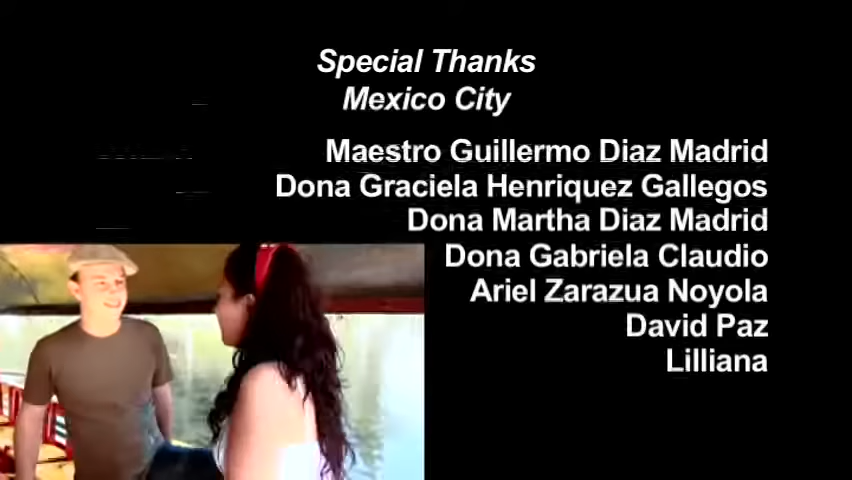 Special Thanks
Mexico City
Maestro Guillermo Diaz Madrid
Dona Graciela Henriquez Gallegos
Dona Martha Diaz Madrid
Dona Gabriela Claudio
Ariel Zarazua Noyola
David Paz
Lilliana